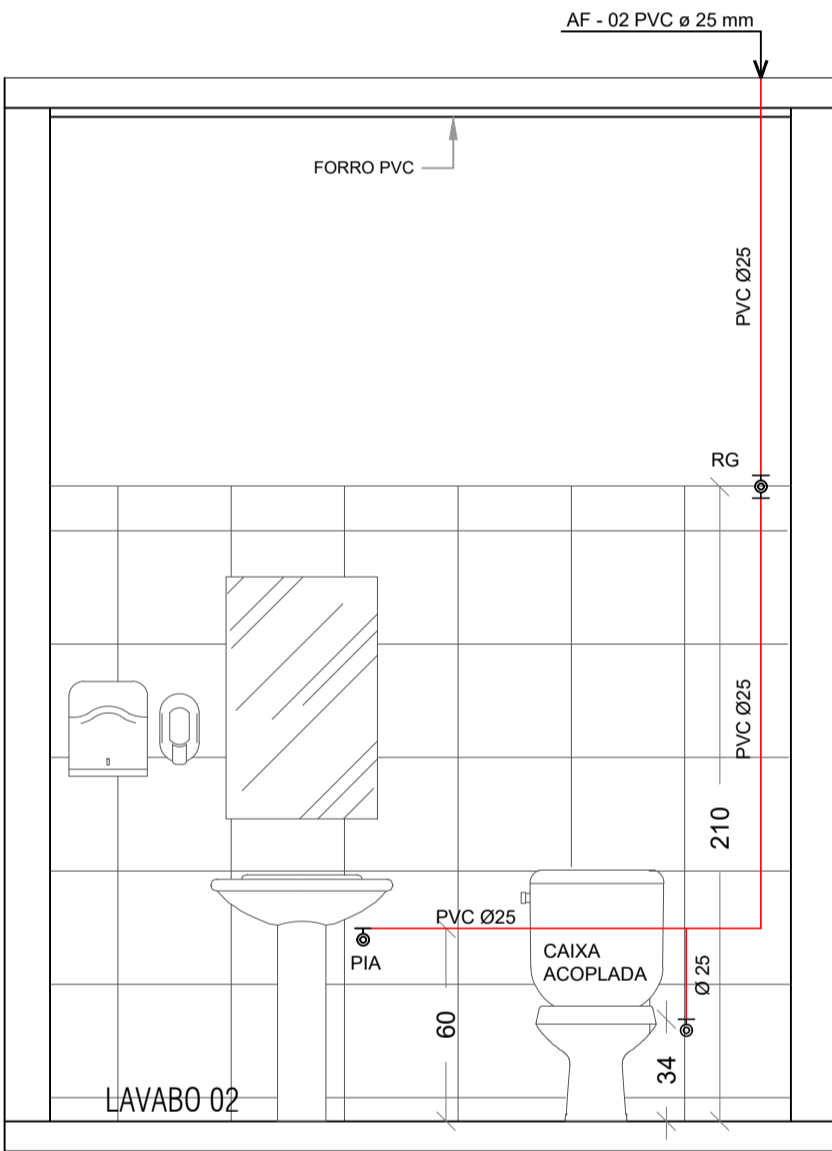 AF - 02 PVC ø 25 mm
FORRO PVC
PVC Ø25
RG
PVC Ø25
210
PVC Ø25
PIA
CAIXA
ACOPLADA
Ø 25
60
34
LAVABO 02